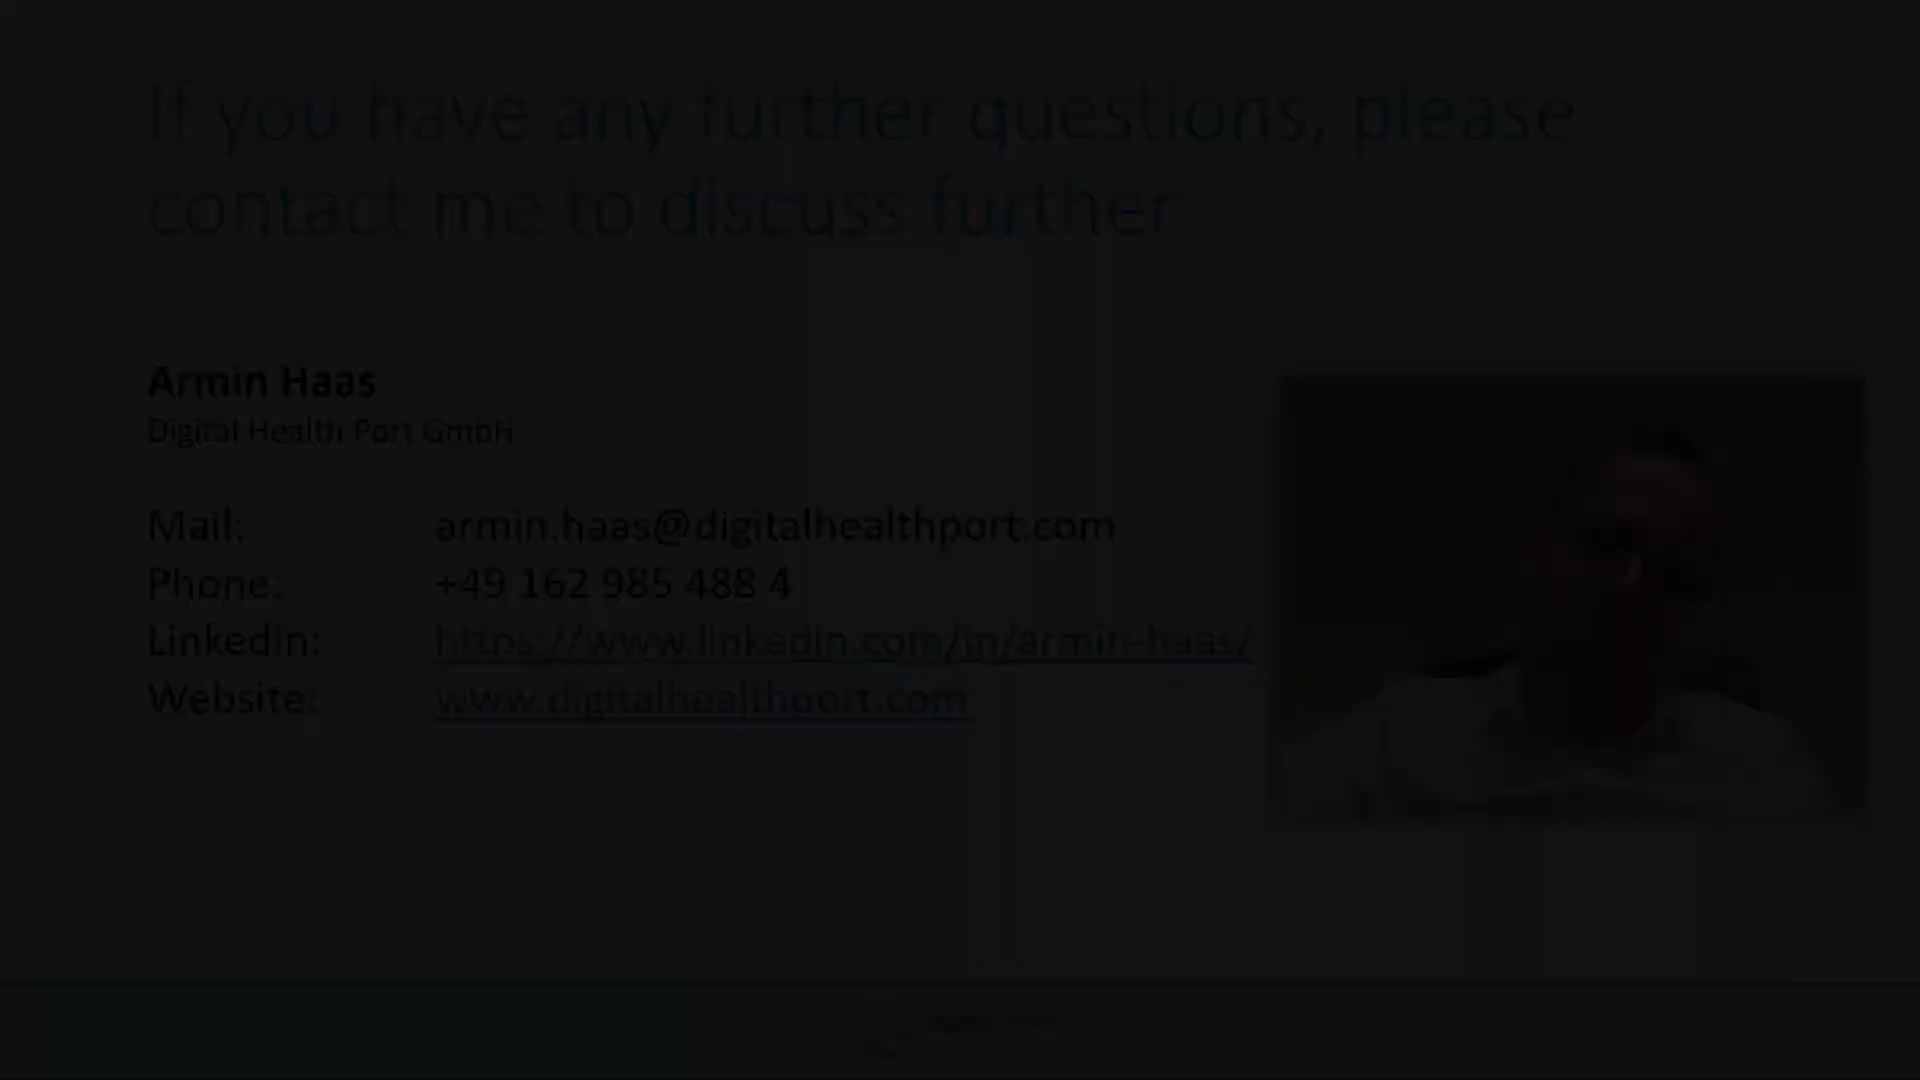 If you have any further questions, please
contact me to discuss further
Armin Haas
Digital Health Port GmbH
Mail: armin.haas@digitalhealthport.com
Phone: +49 162 985 488 4
LinkedIn: https://www.linkedin.com/in/armin-haas/
Website: www.digitalhealthport.com